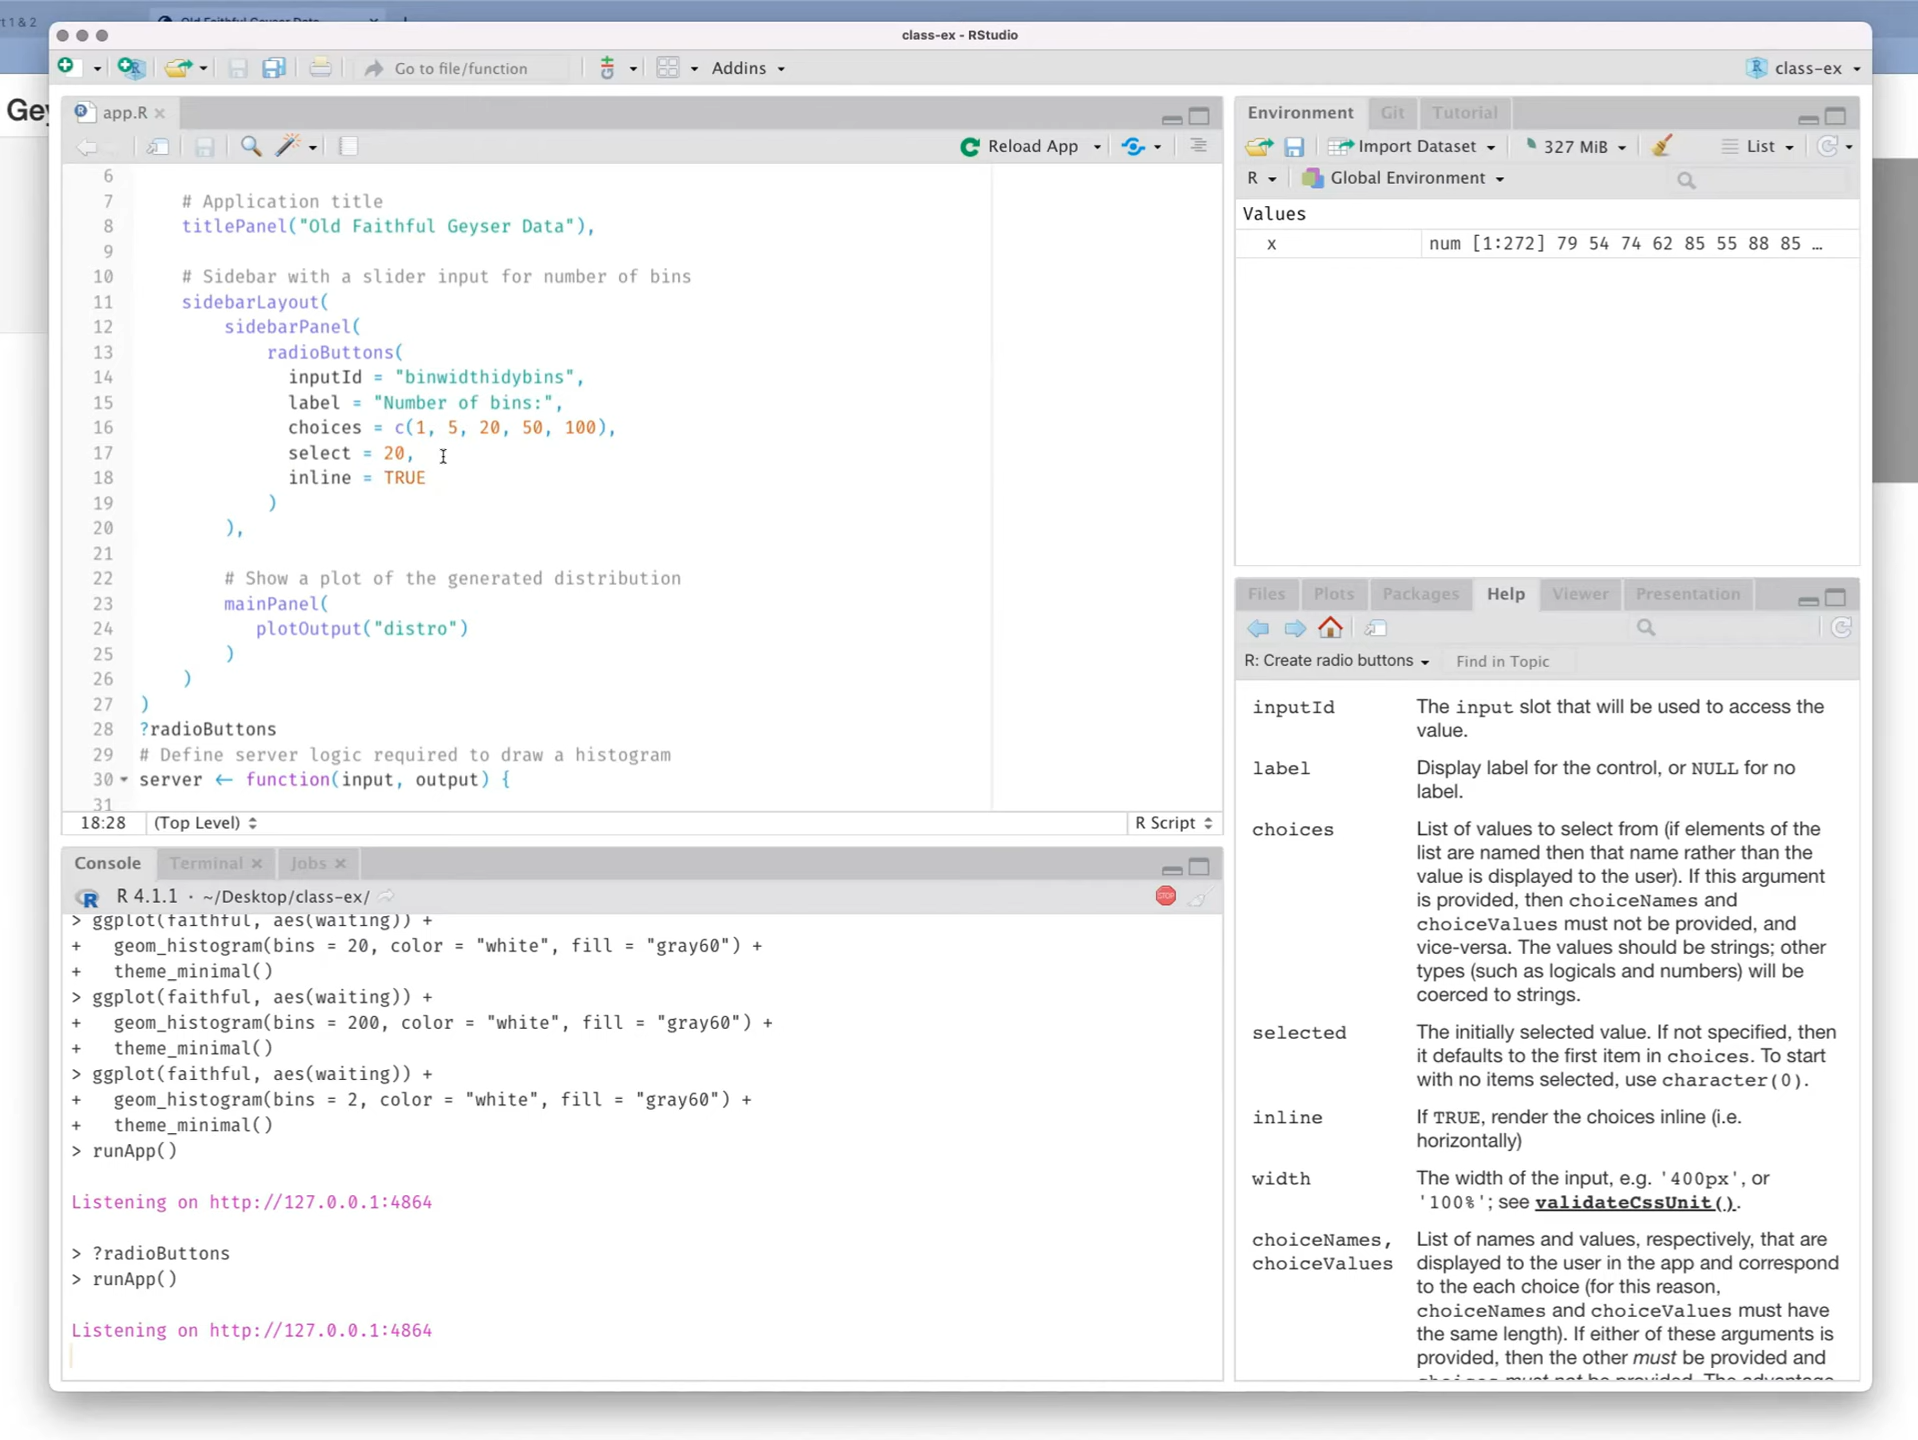 t 1 & 2
Old Faithful Geyser Data
class-ex - RStudio
Go to file/function
Addins
class-ex
Gey
app.R
Reload App
6
7 # Application title
8 titlePanel("Old Faithful Geyser Data"),
9
10 # Sidebar with a slider input for number of bins
11 sidebarLayout(
12 sidebarPanel(
13 radioButtons(
14 inputId = "binwidthidybins",
15 label = "Number of bins:",
16 choices = c(1, 5, 20, 50, 100),
17 select = 20,
18 inline = TRUE
19 )
20 ),
21
22 # Show a plot of the generated distribution
23 mainPanel(
24 plotOutput("distro")
25 )
26 )
27 )
28 ?radioButtons
29 # Define server logic required to draw a histogram
30 server ← function(input, output) {
31
18:28 (Top Level) R Script
Console Terminal Jobs
R 4.1.1 · ~/Desktop/class-ex/
STOP
> ggplot(faithful, aes(waiting)) +
+ geom_histogram(bins = 20, color = "white", fill = "gray60") +
+ theme_minimal()
> ggplot(faithful, aes(waiting)) +
+ geom_histogram(bins = 200, color = "white", fill = "gray60") +
+ theme_minimal()
> ggplot(faithful, aes(waiting)) +
+ geom_histogram(bins = 2, color = "white", fill = "gray60") +
+ theme_minimal()
> runApp()
Listening on http://127.0.0.1:4864
> ?radioButtons
> runApp()
Listening on http://127.0.0.1:4864
Environment Git Tutorial
Import Dataset 327 MiB List
R Global Environment
Values
x num [1:272] 79 54 74 62 85 55 88 85 …
Files Plots Packages Help Viewer Presentation
R: Create radio buttons Find in Topic
inputId The input slot that will be used to access the
value.
label Display label for the control, or NULL for no
label.
choices List of values to select from (if elements of the
list are named then that name rather than the
value is displayed to the user). If this argument
is provided, then choiceNames and
choiceValues must not be provided, and
vice-versa. The values should be strings; other
types (such as logicals and numbers) will be
coerced to strings.
selected The initially selected value. If not specified, then
it defaults to the first item in choices. To start
with no items selected, use character(0).
inline If TRUE, render the choices inline (i.e.
horizontally)
width The width of the input, e.g. '400px', or
'100%'; see validateCssUnit().
choiceNames, List of names and values, respectively, that are
choiceValues displayed to the user in the app and correspond
to the each choice (for this reason,
choiceNames and choiceValues must have
the same length). If either of these arguments is
provided, then the other must be provided and
choices must not be provided. The advantage